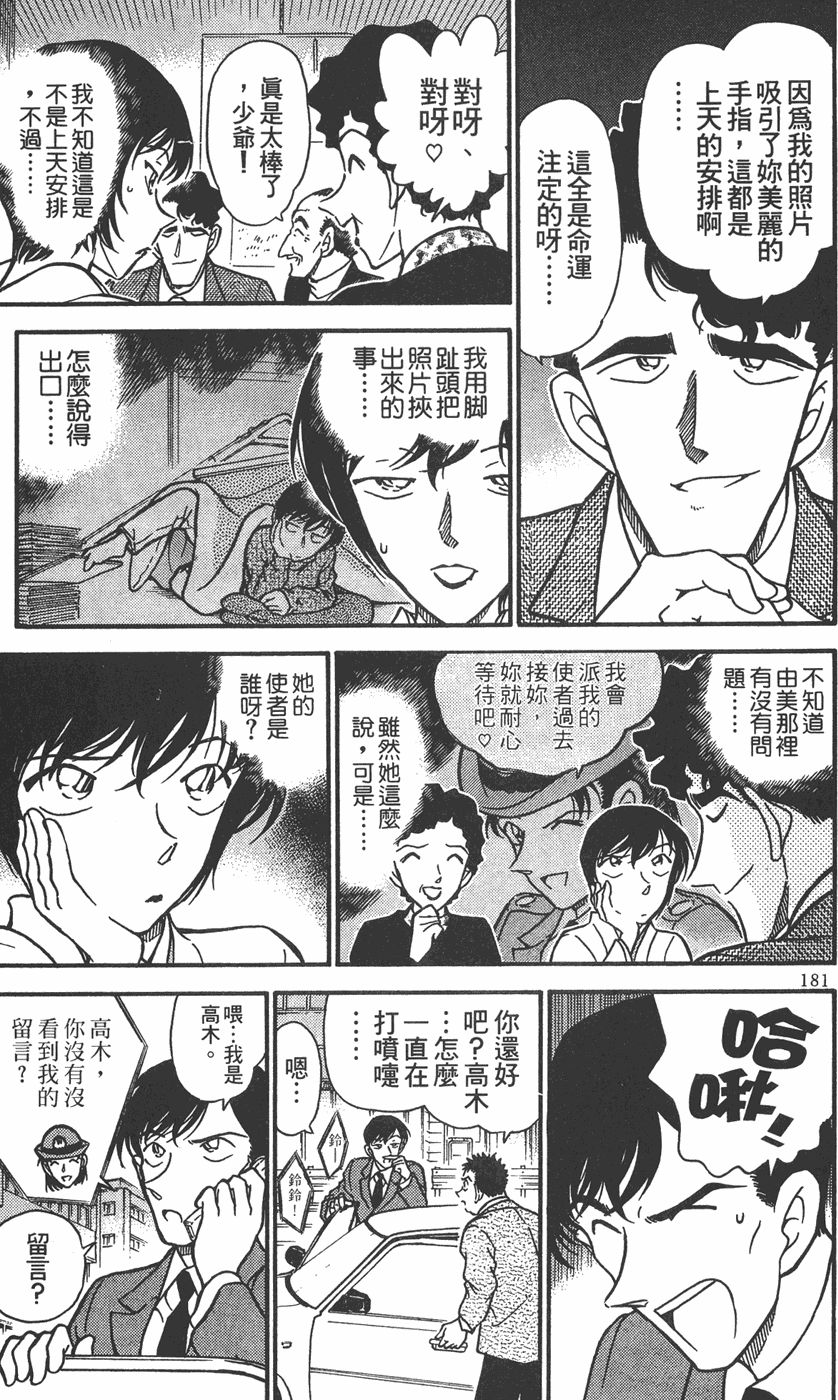 因為我的照片
吸引了妳美麗的
手指，這都是
上天的安排啊
……
這全是命運
注定的呀……
對呀、
對呀♡
眞是太棒了
，少爺！
我不知道這是
不是上天安排
，不過……
我用腳
趾頭把
照片挾
出來的
事……
怎麼說得
出口……
不知道
由美那裡
有沒有問
題……
我會
派我的
使者過去
接妳，
妳就耐心
等待吧♡
雖然她這麼
說，可是……
她的
使者是
誰呀？
181
哈
啾！
你還好
吧？高木
…怎麼
一直在
打噴嚏
……
嗯…
鈴！
鈴鈴！
喂…我是
高木。
高木，
你沒有沒
看到我的
留言？
留言？